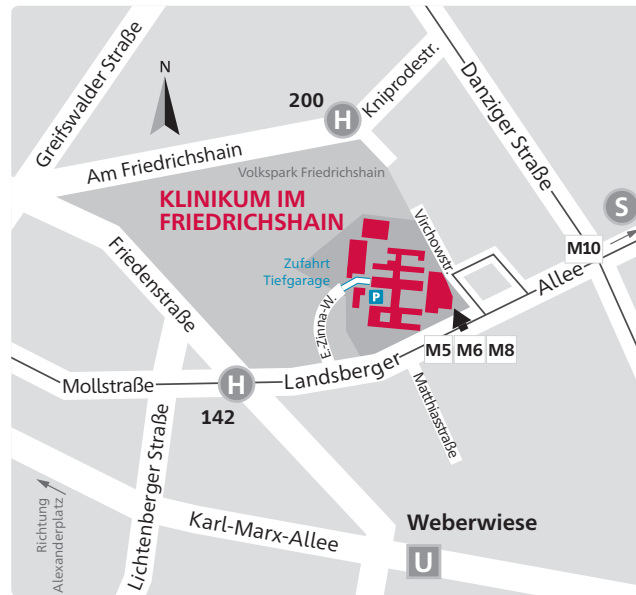 Greifswalder Straße
N
200
H
Kniprodestr.
Danziger Straße
Am Friedrichshain
Volkspark Friedrichshain
KLINIKUM IM
FRIEDRICHSHAIN
Virchowstr.
S
M10
Friedenstraße
Zufahrt
Tiefgarage
P
E-Zinna-W.
Allee
M5 M6 M8
Landsberger
Mollstraße
H
142
Matthiasstraße
Lichtenberger Straße
Richtung
Alexanderplatz
Karl-Marx-Allee
Weberwiese
U